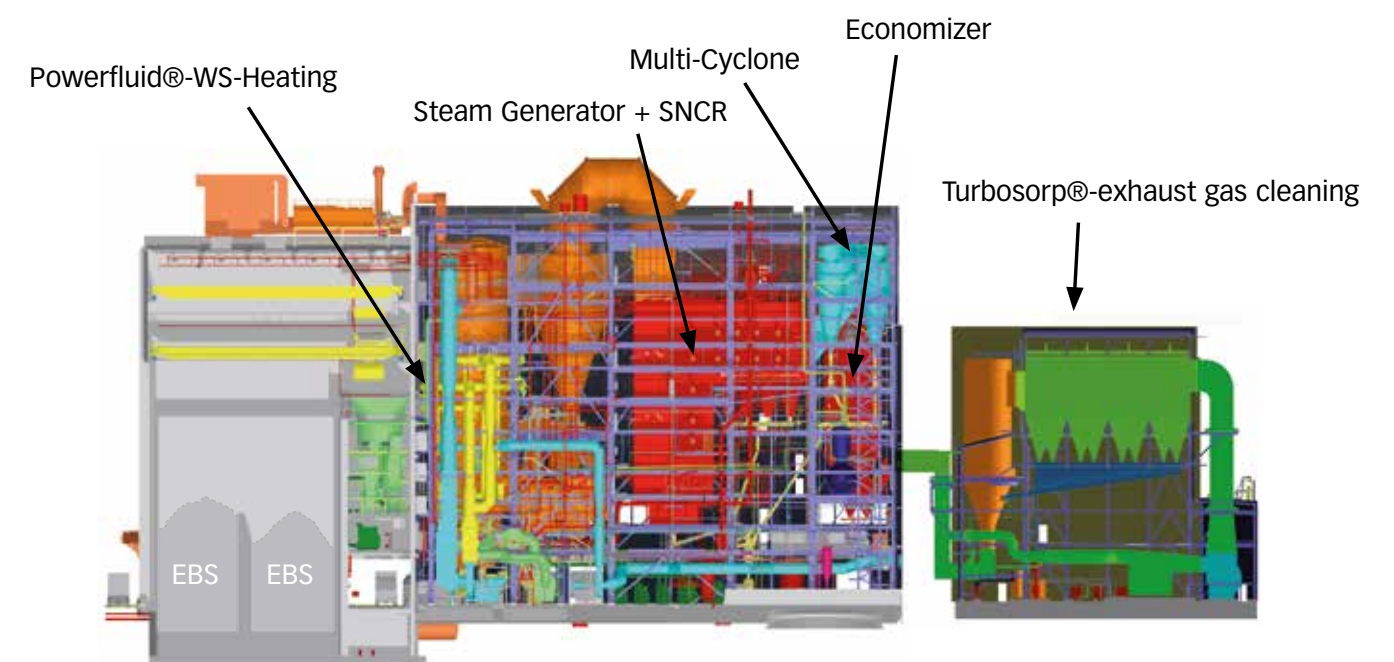 Economizer
Multi-Cyclone
Powerfluid®-WS-Heating
Steam Generator + SNCR
Turbosorp®-exhaust gas cleaning
EBS
EBS